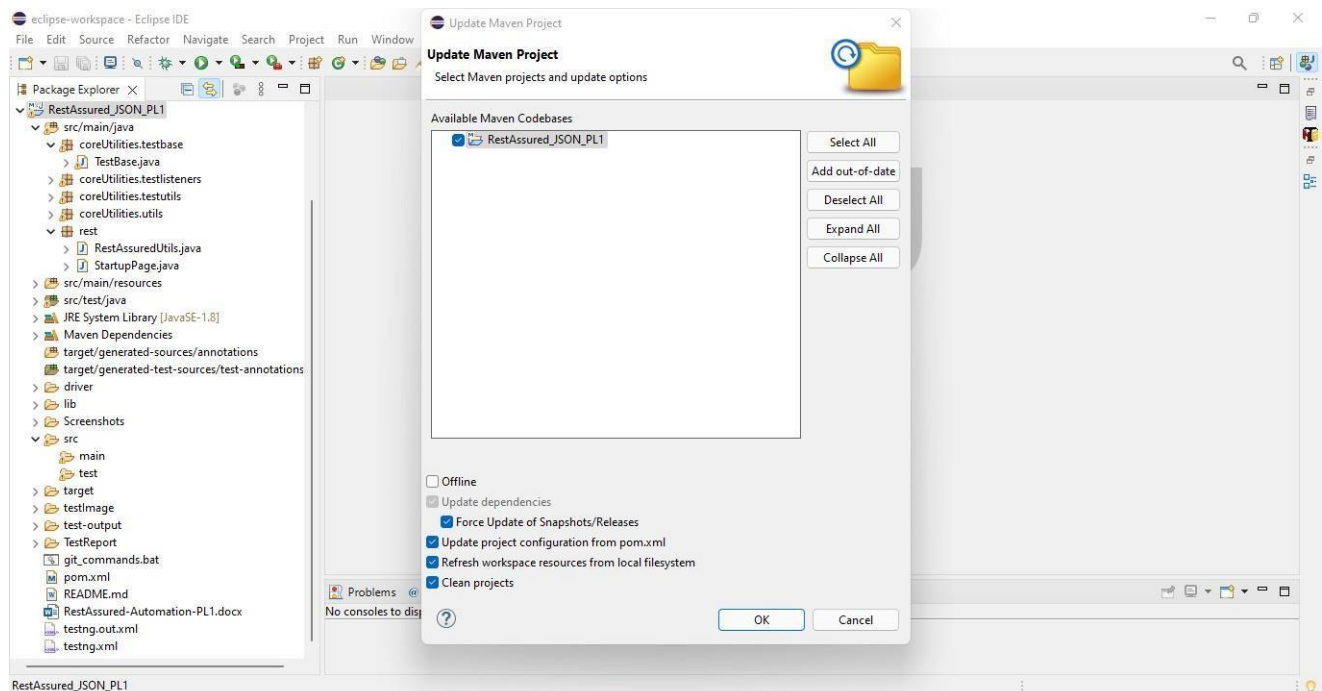 eclipse-workspace - Eclipse IDE
File Edit Source Refactor Navigate Search Project Run Window
Package Explorer
RestAssured_JSON_PL1
src/main/java
coreUtilities.testbase
TestBase.java
coreUtilities.testlisteners
coreUtilities.testutils
coreUtilities.utils
rest
RestAssuredUtils.java
StartupPage.java
src/main/resources
src/test/java
JRE System Library [JavaSE-1.8]
Maven Dependencies
target/generated-sources/annotations
target/generated-test-sources/test-annotations
driver
lib
Screenshots
src
main
test
target
testImage
test-output
TestReport
git_commands.bat
pom.xml
README.md
RestAssured-Automation-PL1.docx
testng.out.xml
testng.xml
RestAssured_JSON_PL1
Update Maven Project
Update Maven Project
Select Maven projects and update options
Available Maven Codebases
RestAssured_JSON_PL1
Select All
Add out-of-date
Deselect All
Expand All
Collapse All
Offline
Update dependencies
Force Update of Snapshots/Releases
Update project configuration from pom.xml
Refresh workspace resources from local filesystem
Clean projects
OK Cancel
Problems @
No consoles to disp